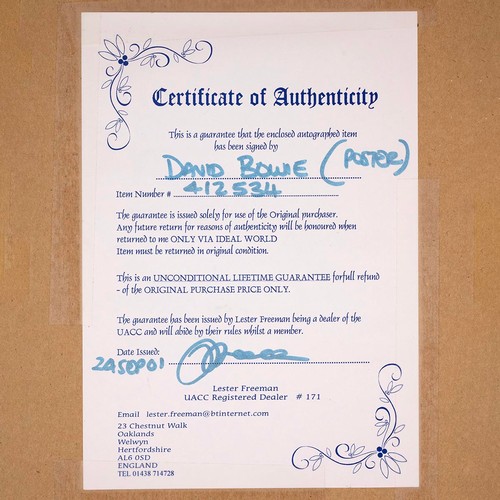 Certificate of Authenticity
This is a guarantee that the enclosed autographed item
has been signed by
DAVID BOWIE (POSTER)
Item Number # 412534
The guarantee is issued solely for use of the Original purchaser.
Any future return for reasons of authenticity will be honoured when
returned to me ONLY VIA IDEAL WORLD
Item must be returned in original condition.
This is an UNCONDITIONAL LIFETIME GUARANTEE forfull refund
- of the ORIGINAL PURCHASE PRICE ONLY.
The guarantee has been issued by Lester Freeman being a dealer of the
UACC and will abide by their rules whilst a member.
Date Issued:
24SEP01
Lester Freeman
UACC Registered Dealer # 171
Email lester.freeman@btinternet.com
23 Chestnut Walk
Oaklands
Welwyn
Hertfordshire
AL6 0SD
ENGLAND
TEL 01438 714728